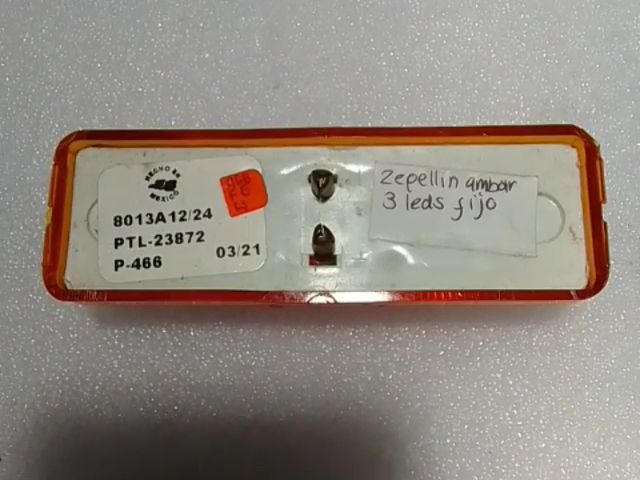 HECHO EN
MEXICO
8013A12/24
PTL-23872
P-466
03/21
Zepellin ambar
3 leds fijo